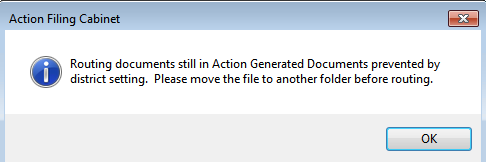 Action Filing Cabinet
Routing documents still in Action Generated Documents prevented by
district setting.  Please move the file to another folder before routing.
OK